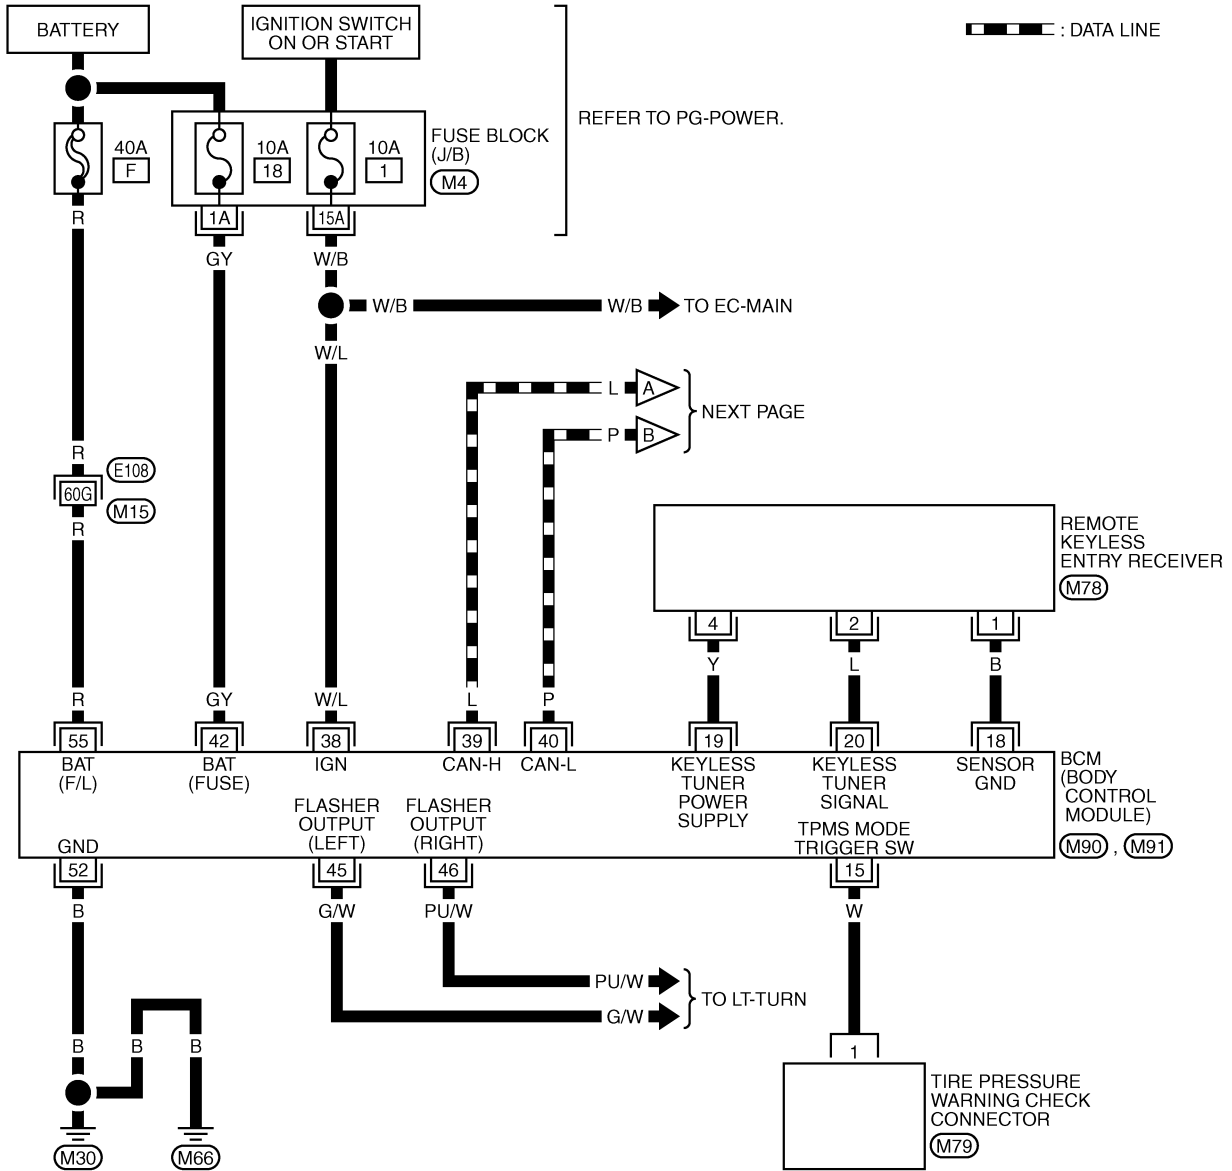 BATTERY
IGNITION SWITCH
ON OR START
: DATA LINE
REFER TO PG-POWER.
40A
F
10A
18
10A
1
FUSE BLOCK
(J/B)
M4
1A
15A
R
GY
W/B
W/B
W/B
TO EC-MAIN
W/L
L
A
P
B
NEXT PAGE
R
E108
60G
M15
R
REMOTE
KEYLESS
ENTRY RECEIVER
M78
4
2
1
Y
L
B
R
GY
W/L
L
P
55
42
38
39
40
19
20
18
BAT
(F/L)
BAT
(FUSE)
IGN
CAN-H
CAN-L
KEYLESS
TUNER
POWER
SUPPLY
KEYLESS
TUNER
SIGNAL
SENSOR
GND
BCM
(BODY
CONTROL
MODULE)
M90 , M91
GND
FLASHER
OUTPUT
(LEFT)
FLASHER
OUTPUT
(RIGHT)
TPMS MODE
TRIGGER SW
52
45
46
15
B
G/W
PU/W
W
PU/W
G/W
TO LT-TURN
B
B
B
1
TIRE PRESSURE
WARNING CHECK
CONNECTOR
M79
M30
M66